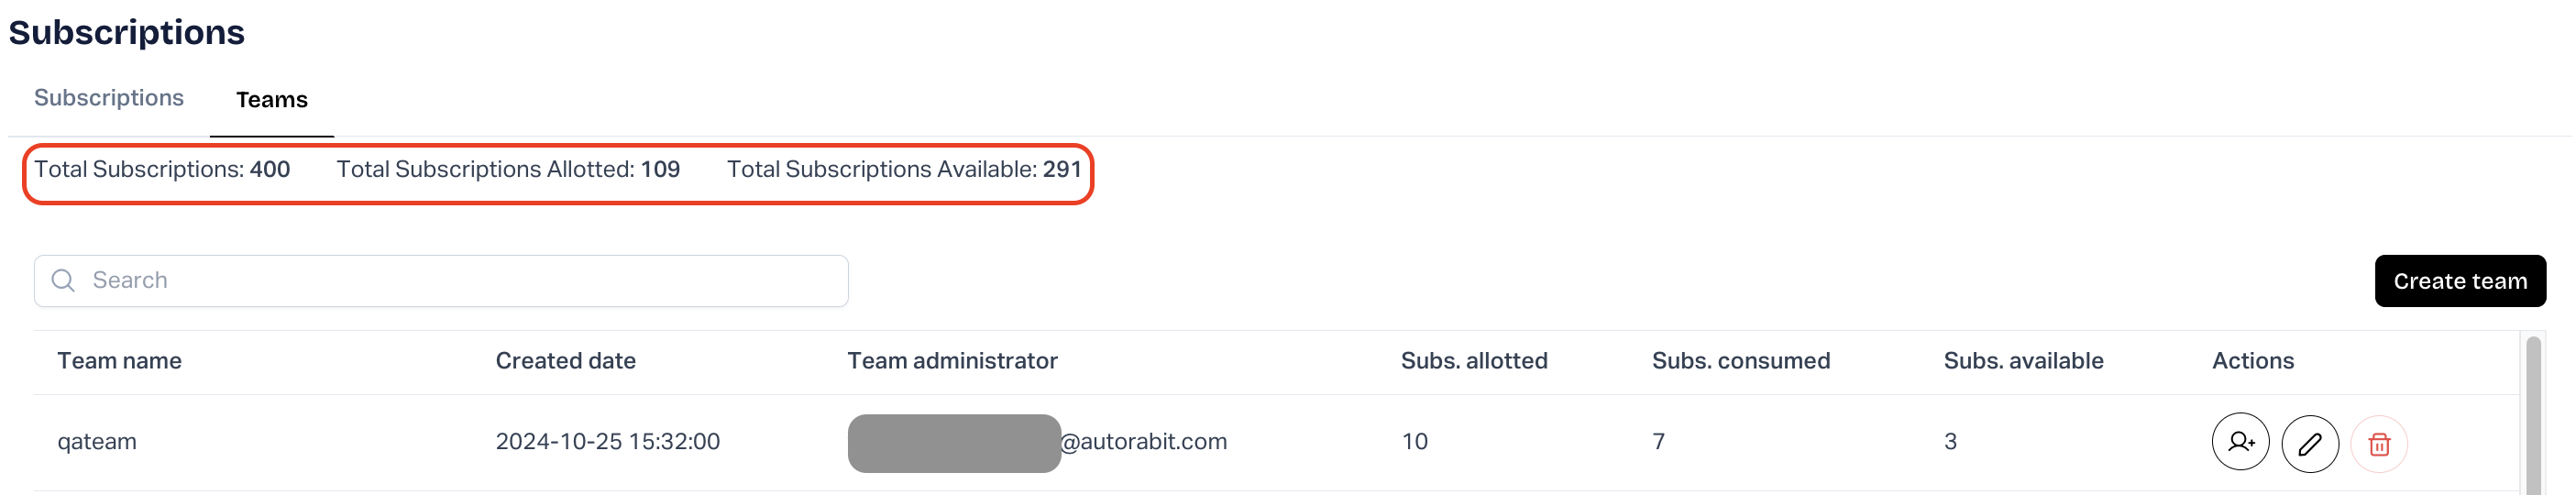 Subscriptions
Subscriptions Teams
Total Subscriptions: 400 Total Subscriptions Allotted: 109 Total Subscriptions Available: 291
Search Create team
Team name Created date Team administrator Subs. allotted Subs. consumed Subs. available Actions
qateam 2024-10-25 15:32:00 @autorabit.com 10 7 3